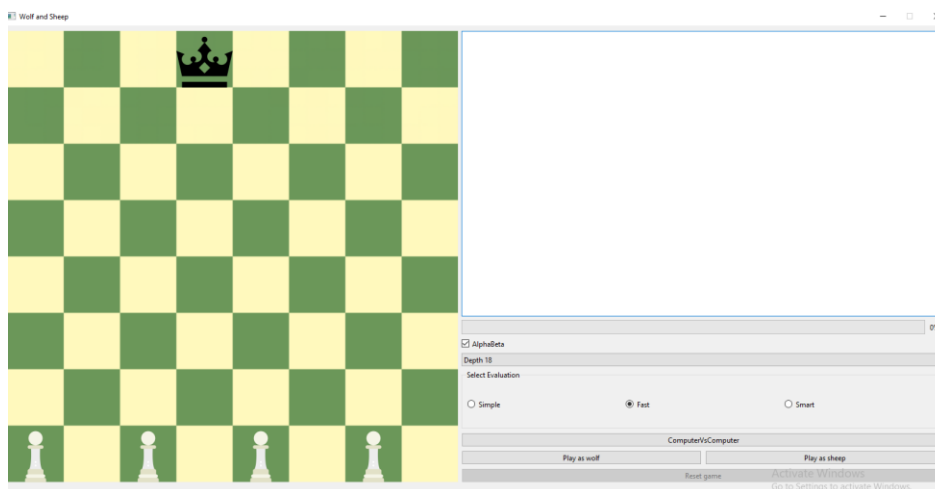 Wolf and Sheep
AlphaBeta
Depth 18
Select Evaluation
Simple
Fast
Smart
ComputerVsComputer
Play as wolf
Play as sheep
Reset game
Activate Windows
Go to Settings to activate Windows.